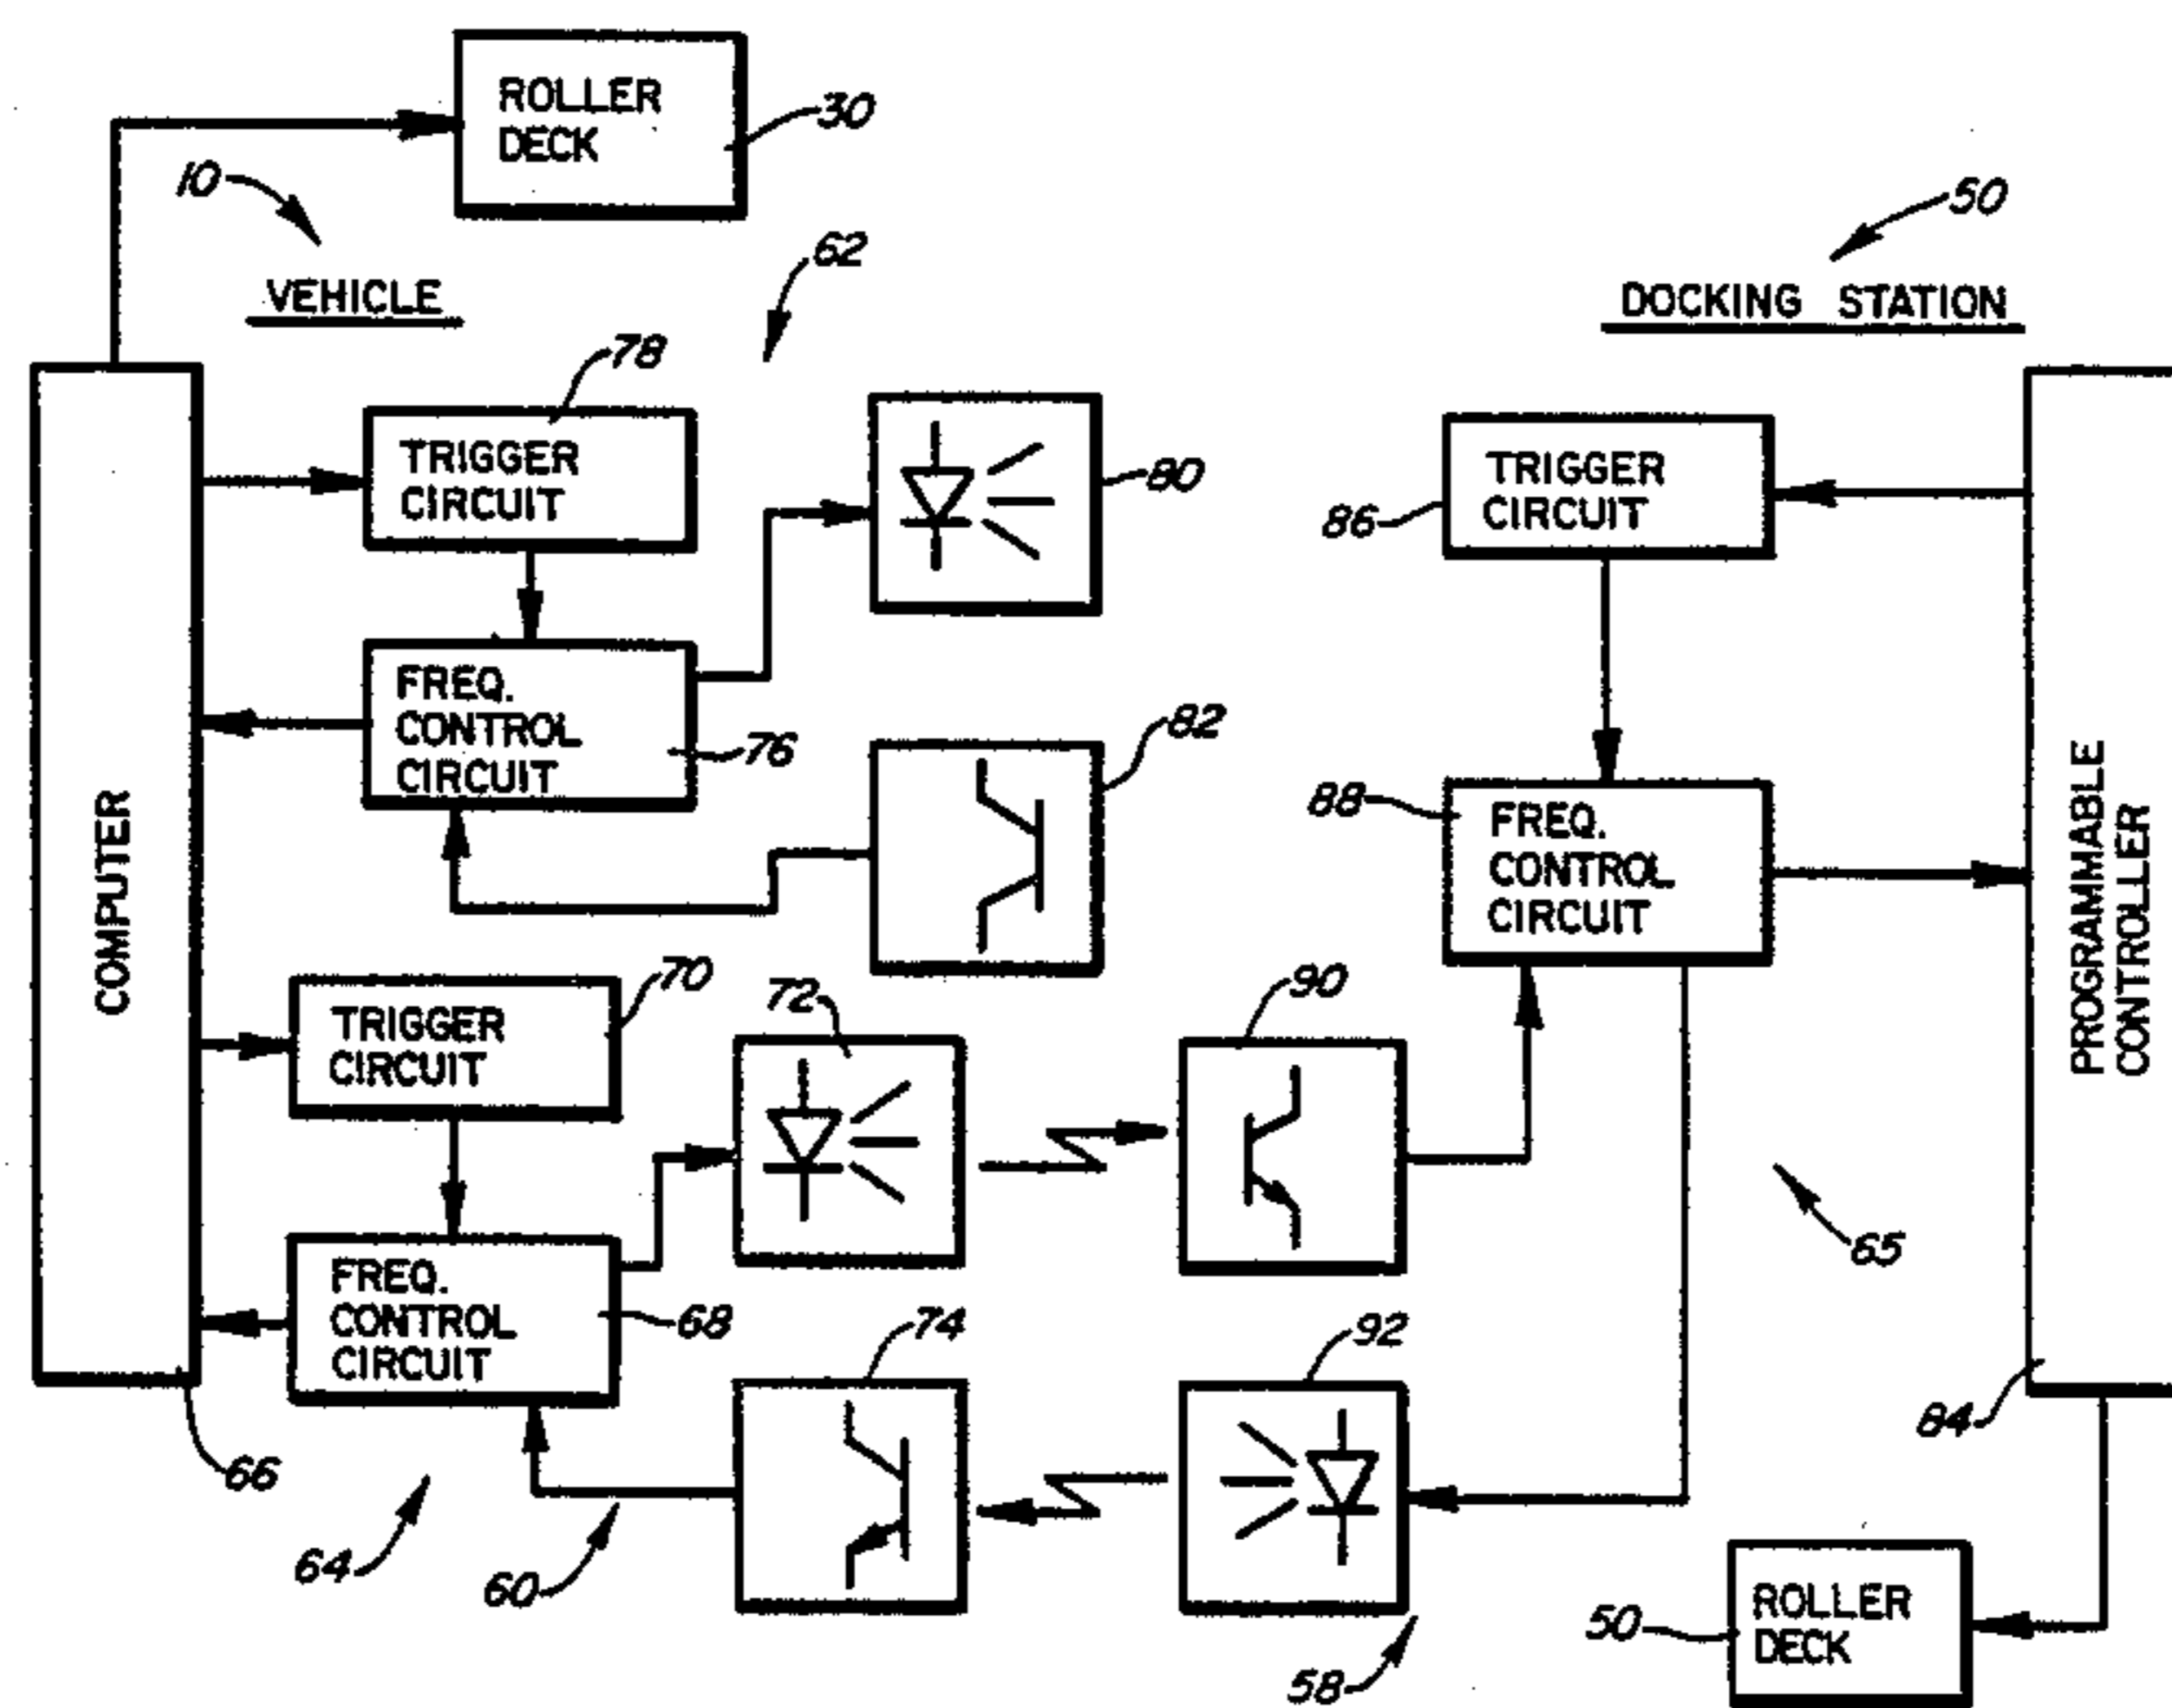 ROLLER
DECK
30
10
VEHICLE
62
50
DOCKING STATION
78
TRIGGER
CIRCUIT
80
TRIGGER
CIRCUIT
86
FREQ.
CONTROL
CIRCUIT
76
82
88
FREQ.
CONTROL
CIRCUIT
COMPUTER
PROGRAMMABLE
CONTROLLER
70
TRIGGER
CIRCUIT
72
90
65
FREQ.
CONTROL
CIRCUIT
68
74
92
84
66
64
60
58
50
ROLLER
DECK